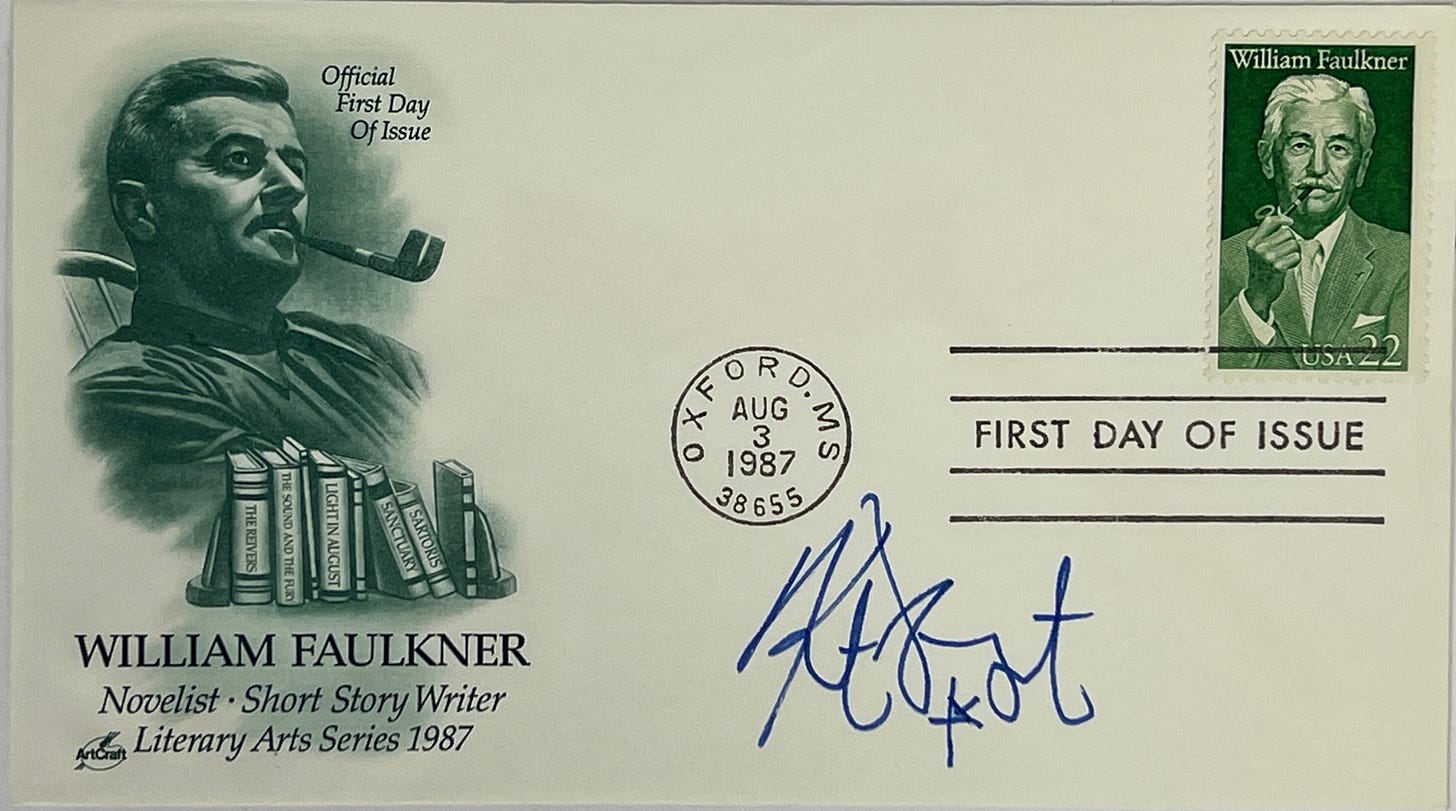 Official
First Day
Of Issue
William Faulkner
USA 22
OXFORD, MS
AUG
3
1987
38655
FIRST DAY OF ISSUE
THE REIVERS
THE SOUND AND THE FURY
LIGHT IN AUGUST
SANCTUARY
SARTORIS
WILLIAM FAULKNER
Novelist · Short Story Writer
Literary Arts Series 1987
ArtCraft